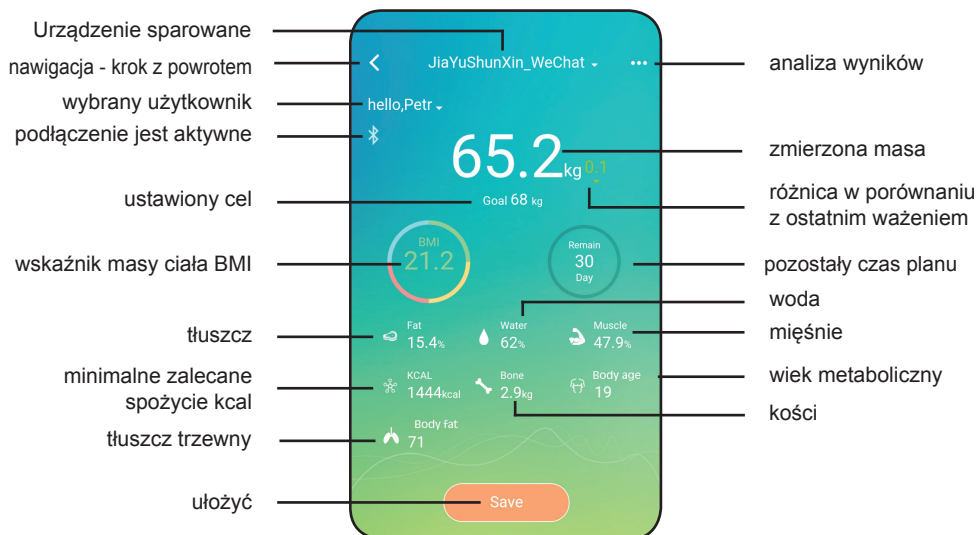 Urządzenie sparowane
nawigacja - krok z powrotem
wybrany użytkownik
podłączenie jest aktywne
ustawiony cel
wskaźnik masy ciała BMI
tłuszcz
minimalne zalecane
spożycie kcal
tłuszcz trzewny
ułożyć
JiaYuShunXin_WeChat
hello,Petr
65.2kg 0.1
Goal 68 kg
BMI
21.2
Remain
30
Day
Fat
15.4%
Water
62%
Muscle
47.9%
KCAL
1444kcal
Bone
2.9kg
Body age
19
Body fat
71
Save
analiza wyników
zmierzona masa
różnica w porównaniu
z ostatnim ważeniem
pozostały czas planu
woda
mięśnie
wiek metaboliczny
kości